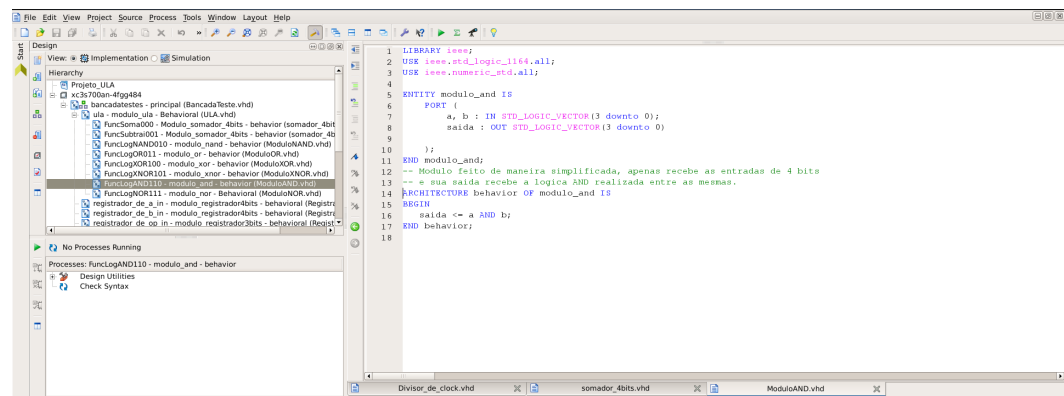 File Edit View Project Source Process Tools Window Layout Help
Start
Design
View: Implementation Simulation
Hierarchy
Projeto_ULA
xc3s700an-4fgg484
bancadatestes - principal (BancadaTeste.vhd)
ula - modulo_ula - Behavioral (ULA.vhd)
FuncSoma000 - Modulo_somador_4bits - behavior (somador_4bit
FuncSubtrai001 - Modulo_somador_4bits - behavior (somador_4b
FuncLogNAND010 - modulo_nand - behavior (ModuloNAND.vhd)
FuncLogOR011 - modulo_or - behavior (ModuloOR.vhd)
FuncLogXOR100 - modulo_xor - behavior (ModuloXOR.vhd)
FuncLogXNOR101 - modulo_xnor - behavior (ModuloXNOR.vhd)
FuncLogAND110 - modulo_and - behavior (ModuloAND.vhd)
FuncLogNOR111 - modulo_nor - behavior (ModuloNOR.vhd)
registrador_de_a_in - modulo_registrador4bits - behavioral (Registra
registrador_de_b_in - modulo_registrador4bits - behavioral (Registra
registrador_de_op_in - modulo_registrador3bits - behavioral (Regist
No Processes Running
Processes: FuncLogAND110 - modulo_and - behavior
Design Utilities
Check Syntax
1 LIBRARY ieee;
2 USE ieee.std_logic_1164.all;
3 USE ieee.numeric_std.all;
4
5 ENTITY modulo_and IS
6 PORT (
7 a, b : IN STD_LOGIC_VECTOR(3 downto 0);
8 saida : OUT STD_LOGIC_VECTOR(3 downto 0)
9
10 );
11 END modulo_and;
12 -- Modulo feito de maneira simplificada, apenas recebe as entradas de 4 bits
13 -- e sua saida recebe a logica AND realizada entre as mesmas.
14 ARCHITECTURE behavior OF modulo_and IS
15 BEGIN
16 saida <= a AND b;
17 END behavior;
18
Divisor_de_clock.vhd somador_4bits.vhd ModuloAND.vhd